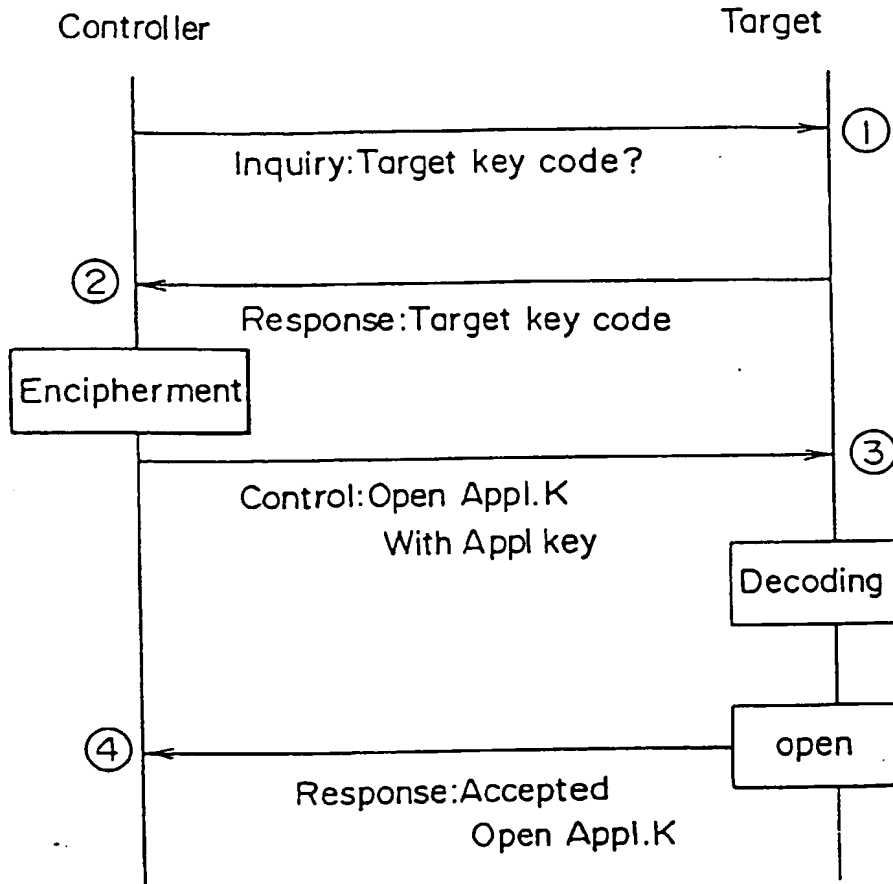 Controller
Target
①
Inquiry:Target key code?
②
Response:Target key code
Encipherment
③
Control:Open Appl.K
With Appl key
Decoding
④
open
Response:Accepted
Open Appl.K